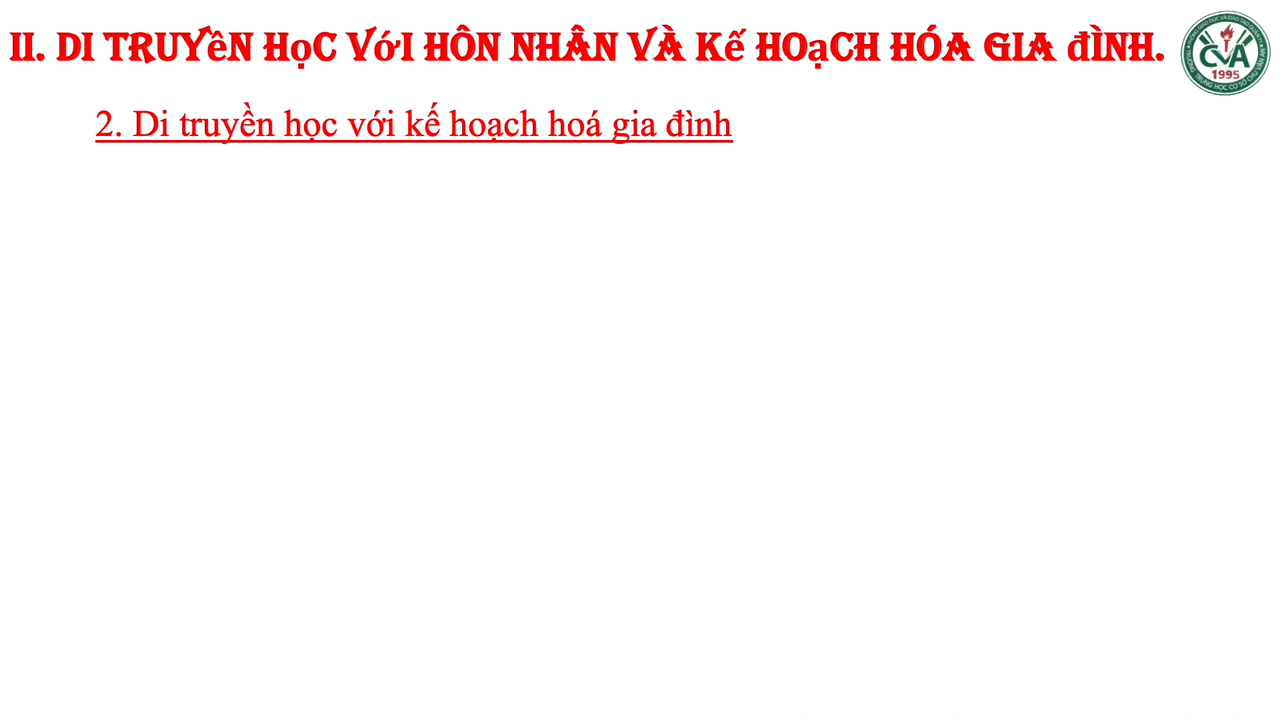 II. DI TRUYềN HọC VớI HÔN NHÂN VÀ Kế HOạCH HÓA GIA đÌNH.
2. Di truyền học với kế hoạch hoá gia đình
CVA
1995